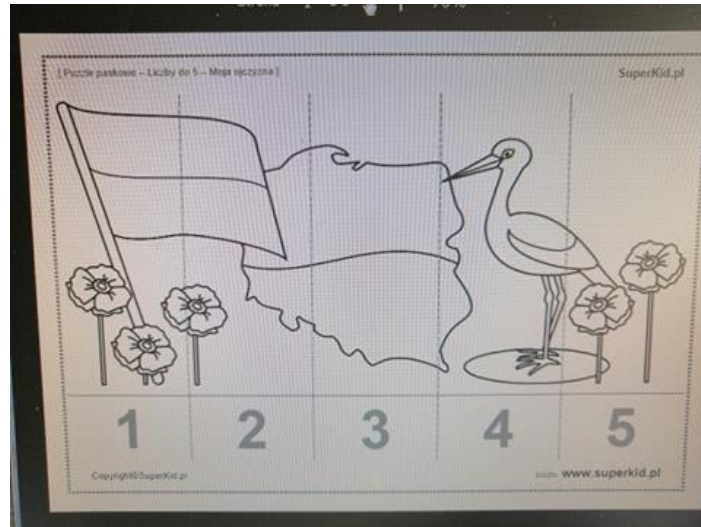 [ Puzzle paskowe – Liczby do 5 – Moja ojczyzna ]
SuperKid.pl
1 2 3 4 5
Copyright©SuperKid.pl
www.superkid.pl